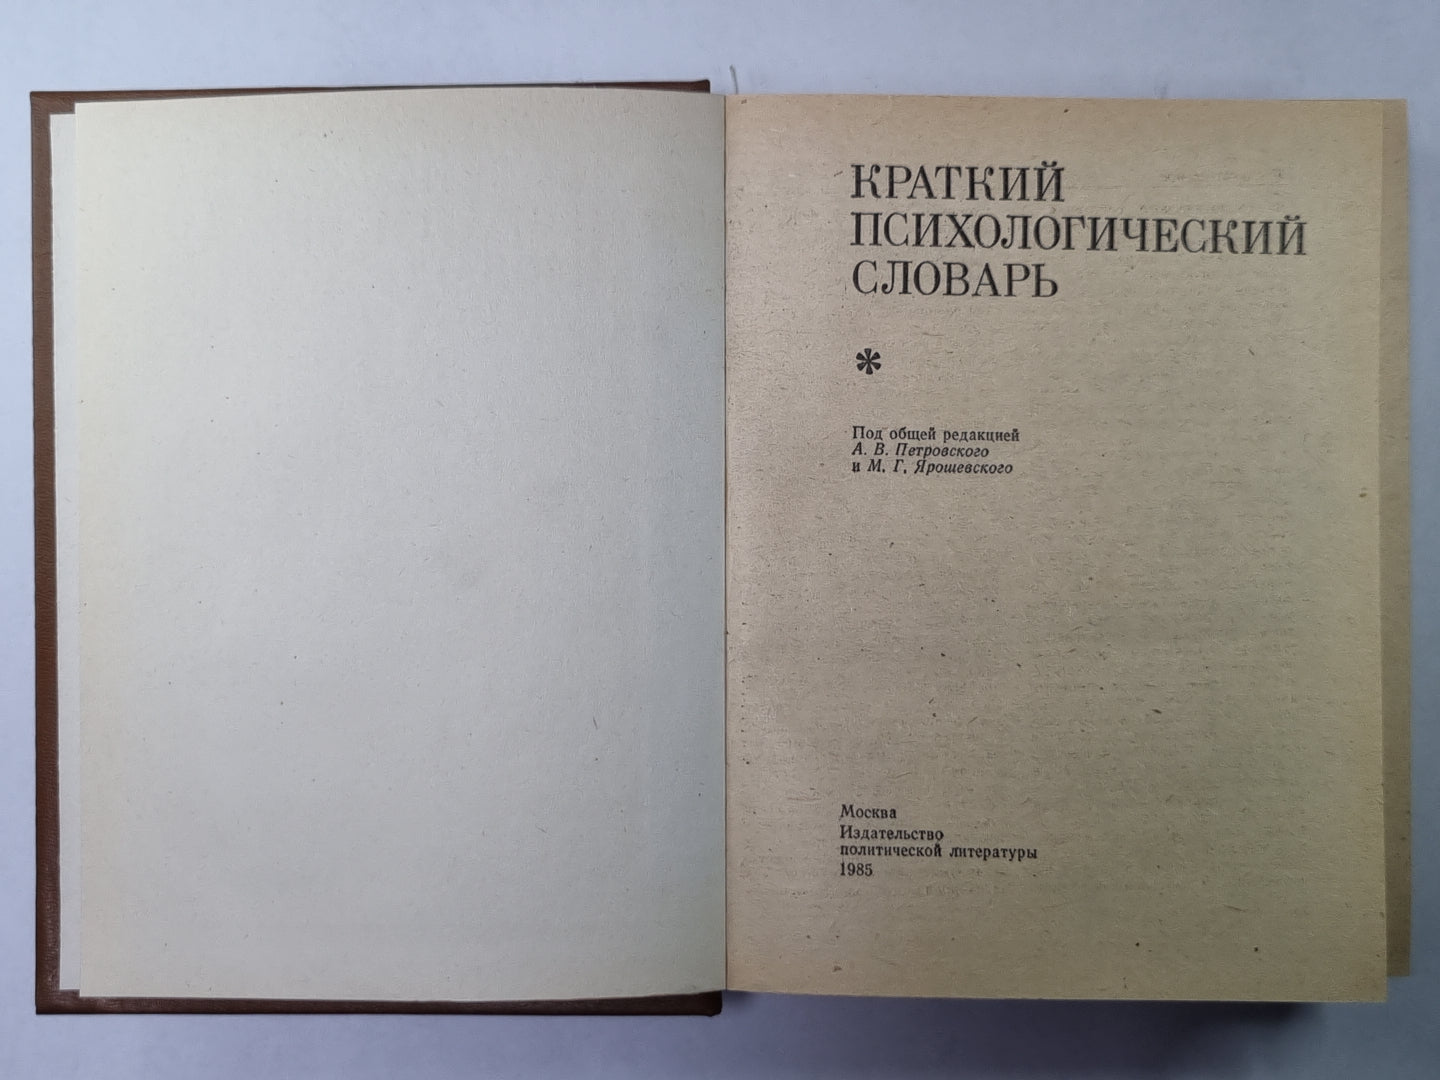 КРАТКИЙ
ПСИХОЛОГИЧЕСКИЙ
СЛОВАРЬ
*
Под общей редакцией
А. В. Петровского
и М. Г. Ярошевского
Москва
Издательство
политической литературы
1985